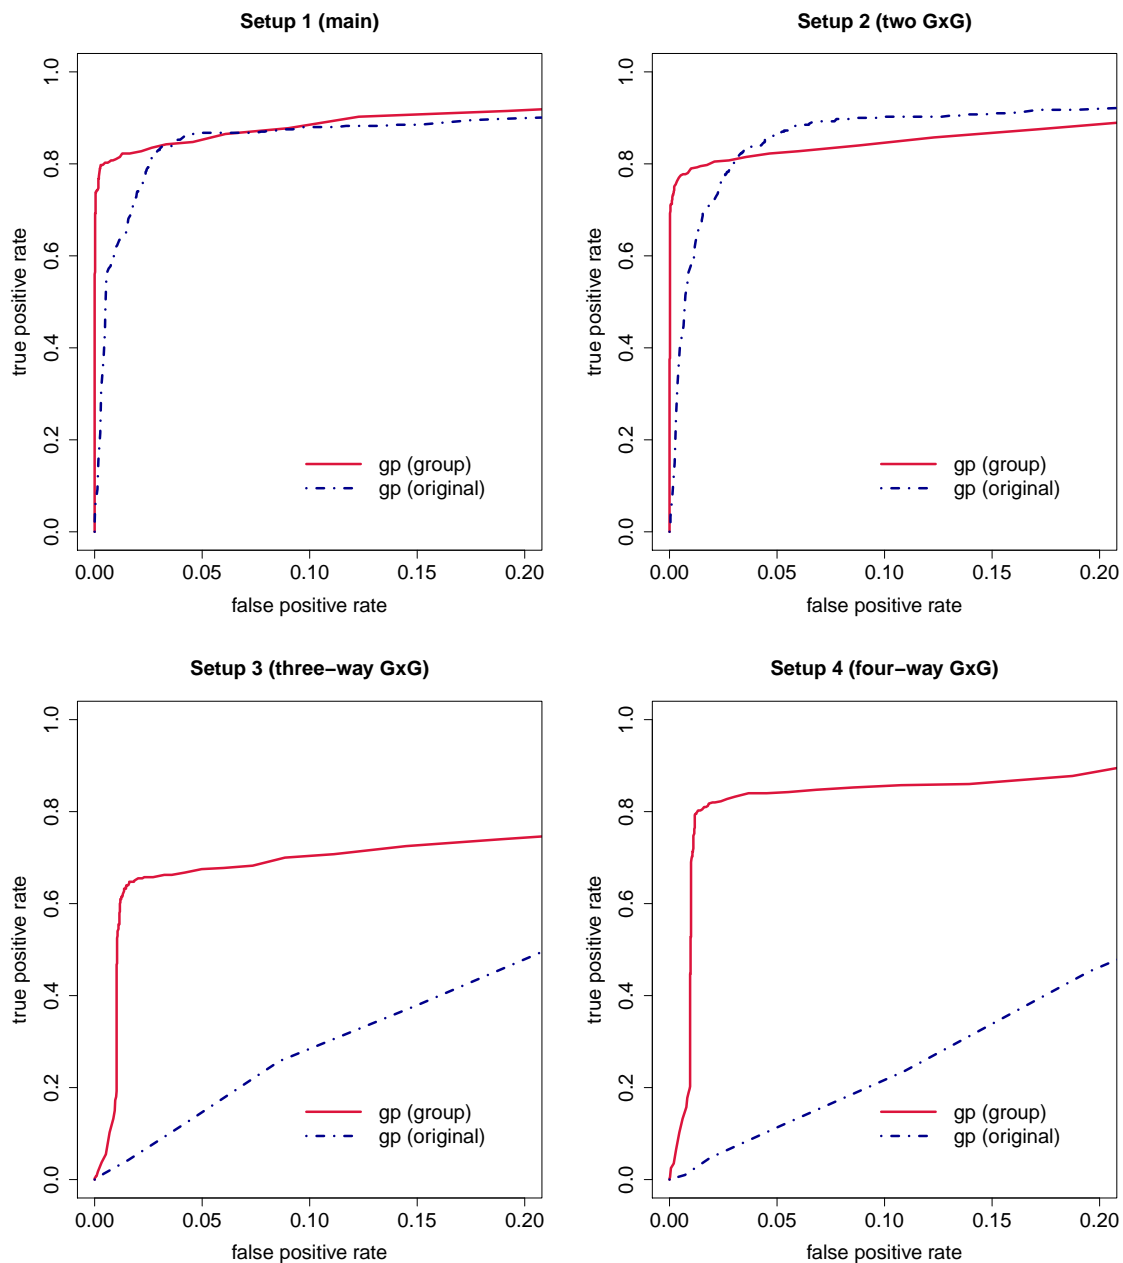 Setup 1 (main)
true positive rate
0.0 0.2 0.4 0.6 0.8 1.0
gp (group)
gp (original)
0.00 0.05 0.10 0.15 0.20
false positive rate
Setup 2 (two GxG)
true positive rate
0.0 0.2 0.4 0.6 0.8 1.0
gp (group)
gp (original)
0.00 0.05 0.10 0.15 0.20
false positive rate
Setup 3 (three−way GxG)
true positive rate
0.0 0.2 0.4 0.6 0.8 1.0
gp (group)
gp (original)
0.00 0.05 0.10 0.15 0.20
false positive rate
Setup 4 (four−way GxG)
true positive rate
0.0 0.2 0.4 0.6 0.8 1.0
gp (group)
gp (original)
0.00 0.05 0.10 0.15 0.20
false positive rate